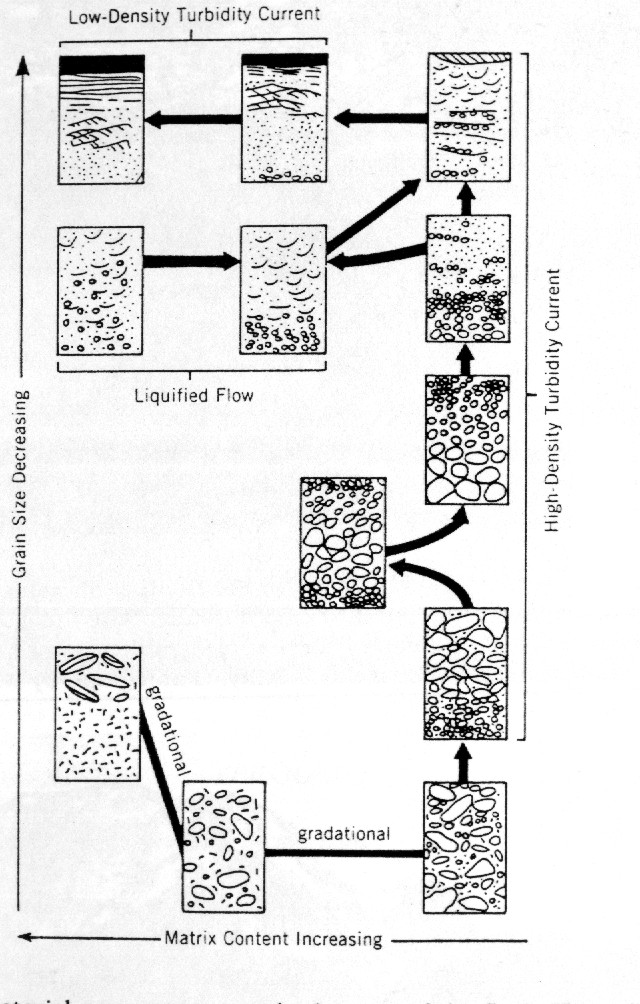 Low-Density Turbidity Current
Liquified Flow
High-Density Turbidity Current
Grain Size Decreasing
gradational
gradational
Matrix Content Increasing